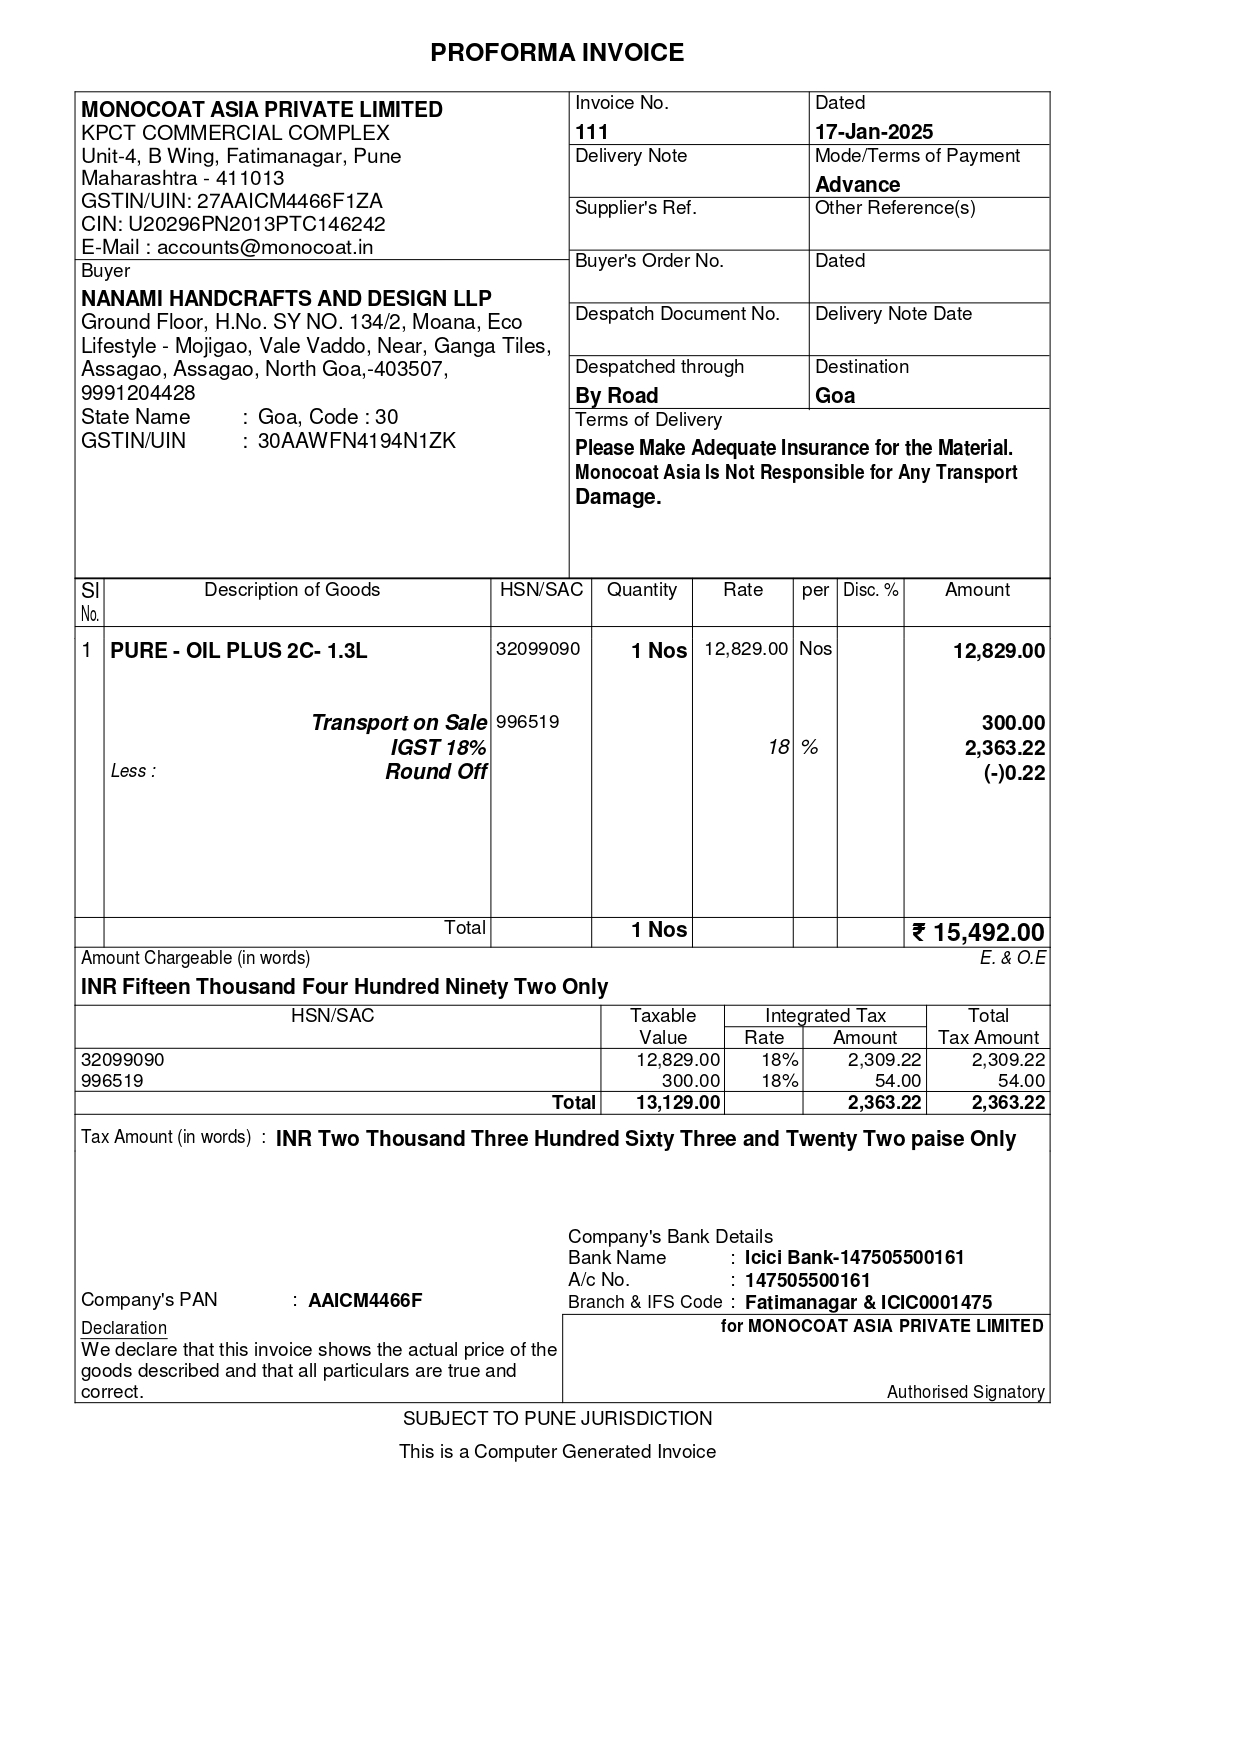 PROFORMA INVOICE
MONOCOAT ASIA PRIVATE LIMITED
KPCT COMMERCIAL COMPLEX
Unit-4, B Wing, Fatimanagar, Pune
Maharashtra - 411013
GSTIN/UIN: 27AAICM4466F1ZA
CIN: U20296PN2013PTC146242
E-Mail : accounts@monocoat.in
Invoice No. Dated
111 17-Jan-2025
Delivery Note Mode/Terms of Payment
Advance
Supplier's Ref. Other Reference(s)
Buyer
NANAMI HANDCRAFTS AND DESIGN LLP
Ground Floor, H.No. SY NO. 134/2, Moana, Eco
Lifestyle - Mojigao, Vale Vaddo, Near, Ganga Tiles,
Assagao, Assagao, North Goa,-403507,
9991204428
State Name : Goa, Code : 30
GSTIN/UIN : 30AAWFN4194N1ZK
Buyer's Order No. Dated
Despatch Document No. Delivery Note Date
Despatched through Destination
By Road Goa
Terms of Delivery
Please Make Adequate Insurance for the Material.
Monocoat Asia Is Not Responsible for Any Transport
Damage.
Sl Description of Goods HSN/SAC Quantity Rate per Disc. % Amount
No.
1 PURE - OIL PLUS 2C- 1.3L 32099090 1 Nos 12,829.00 Nos 12,829.00
Transport on Sale 996519 300.00
IGST 18% 18 % 2,363.22
Less : Round Off (-)0.22
Total 1 Nos ₹ 15,492.00
Amount Chargeable (in words) E. & O.E
INR Fifteen Thousand Four Hundred Ninety Two Only
HSN/SAC Taxable Integrated Tax Total
Value Rate Amount Tax Amount
32099090 12,829.00 18% 2,309.22 2,309.22
996519 300.00 18% 54.00 54.00
Total 13,129.00 2,363.22 2,363.22
Tax Amount (in words) : INR Two Thousand Three Hundred Sixty Three and Twenty Two paise Only
Company's Bank Details
Bank Name : Icici Bank-147505500161
A/c No. : 147505500161
Company's PAN : AAICM4466F Branch & IFS Code : Fatimanagar & ICIC0001475
Declaration
We declare that this invoice shows the actual price of the
goods described and that all particulars are true and
correct.
for MONOCOAT ASIA PRIVATE LIMITED
Authorised Signatory
SUBJECT TO PUNE JURISDICTION
This is a Computer Generated Invoice